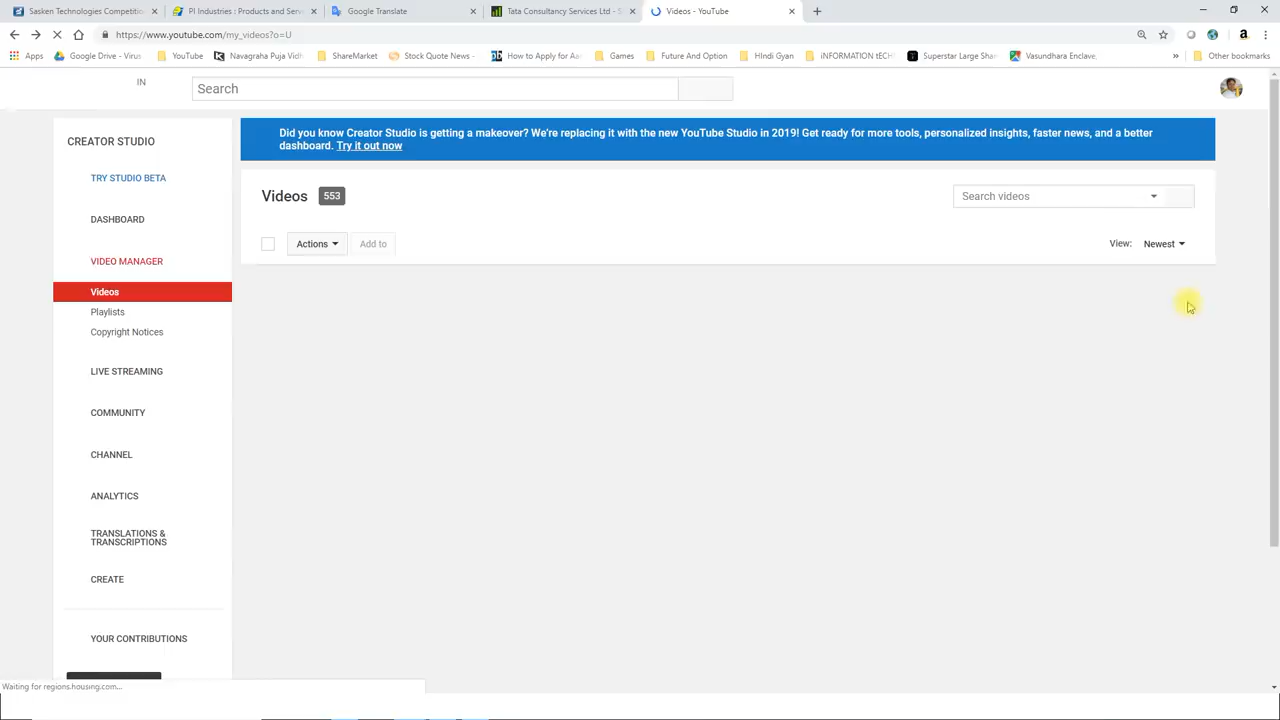 Sasken Technologies Competitio
PI Industries : Products and Serv
Google Translate
Tata Consultancy Services Ltd - S
Videos - YouTube
https://www.youtube.com/my_videos?o=U
Apps
Google Drive - Virus
YouTube
Navagraha Puja Vidh
ShareMarket
Stock Quote News -
How to Apply for Aa
Games
Future And Option
HIndi Gyan
iNFORMATION tECH
Superstar Large Shar
Vasundhara Enclave,
Other bookmarks
IN
Search
CREATOR STUDIO
TRY STUDIO BETA
DASHBOARD
VIDEO MANAGER
Videos
Playlists
Copyright Notices
LIVE STREAMING
COMMUNITY
CHANNEL
ANALYTICS
TRANSLATIONS &
TRANSCRIPTIONS
CREATE
YOUR CONTRIBUTIONS
Did you know Creator Studio is getting a makeover? We're replacing it with the new YouTube Studio in 2019! Get ready for more tools, personalized insights, faster news, and a better
dashboard. Try it out now
Videos 553
Search videos
Actions
Add to
View: Newest
Waiting for regions.housing.com...